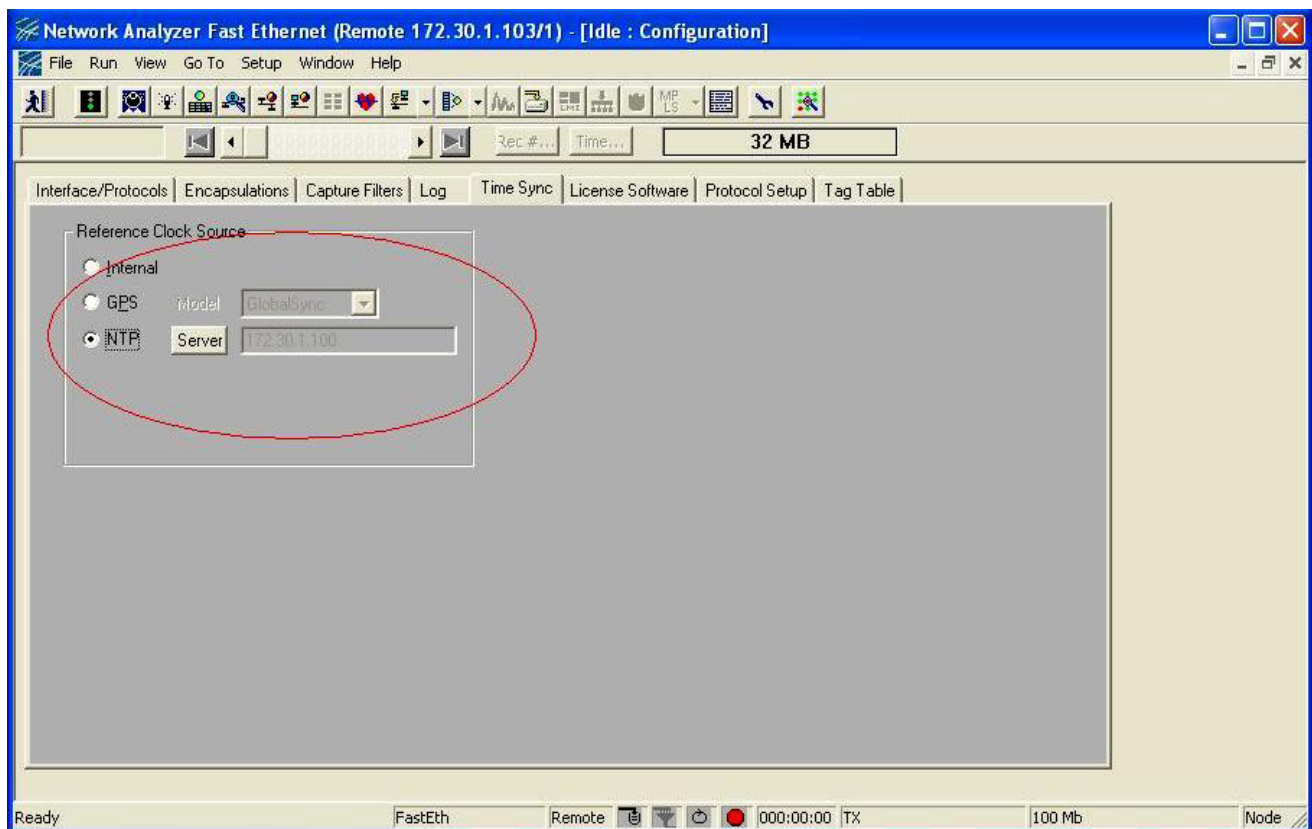 Network Analyzer Fast Ethernet (Remote 172.30.1.103/1) - [Idle : Configuration]
File Run View Go To Setup Window Help
LMI MP LS
Rec #... Time... 32 MB
Interface/Protocols Encapsulations Capture Filters Log Time Sync License Software Protocol Setup Tag Table
Reference Clock Source
Internal
GPS Model GlobalSync
NTP Server 172.30.1.100
Ready FastEth Remote 000:00:00 TX 100 Mb Node